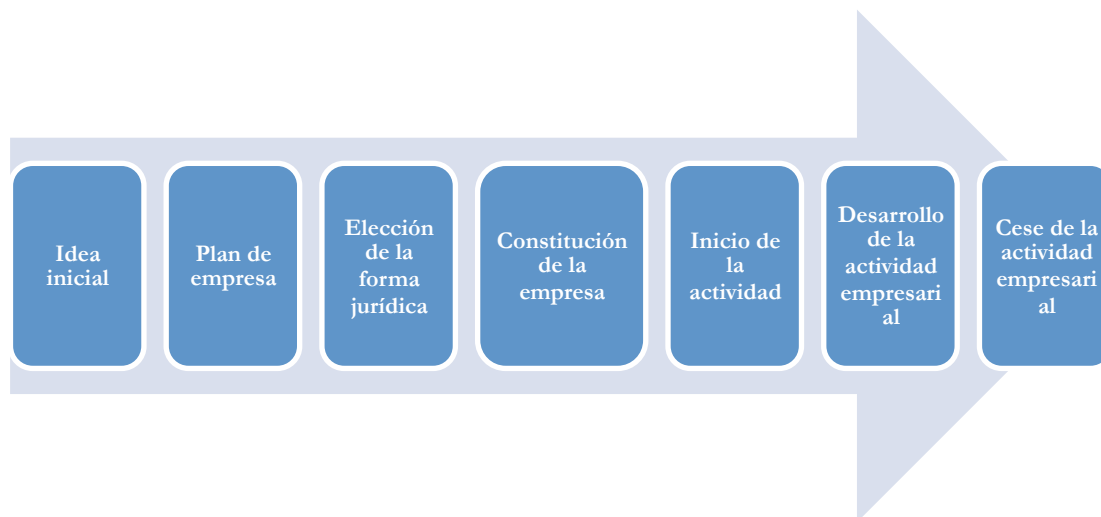 Idea
inicial
Plan de
empresa
Elección
de la
forma
jurídica
Constitución
de la
empresa
Inicio de
la
actividad
Desarrollo
de la
actividad
empresari
al
Cese de la
actividad
empresari
al